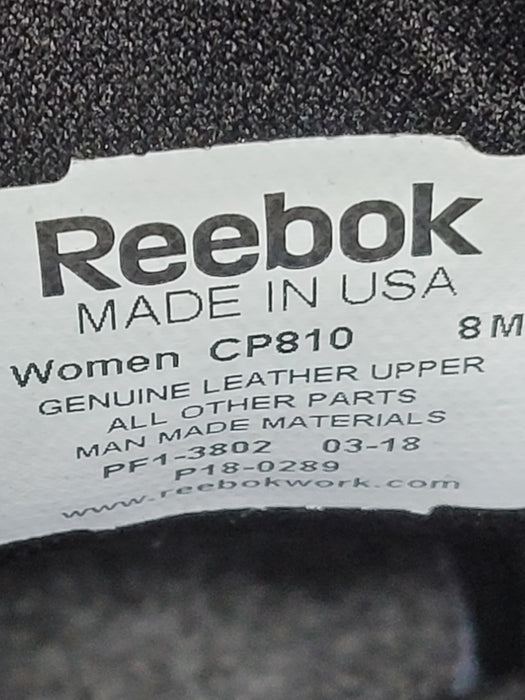 Reebok
MADE IN USA
Women CP810 8 M
GENUINE LEATHER UPPER
ALL OTHER PARTS
MAN MADE MATERIALS
PF1-3802 03-18
P18-0289
www.reebokwork.com